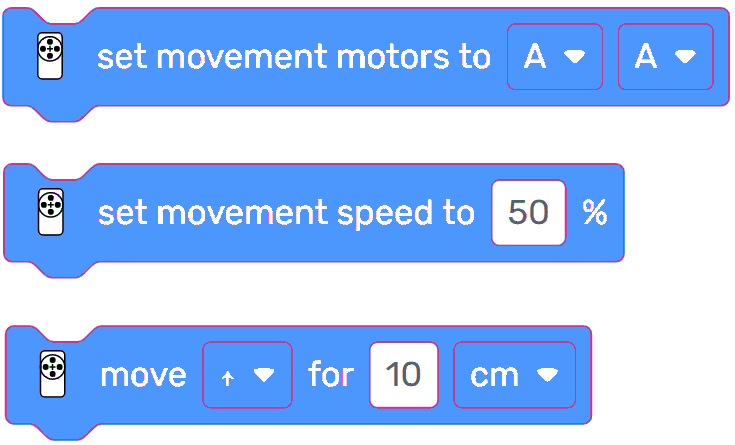 set movement motors to A A
set movement speed to 50 %
move ↑ for 10 cm